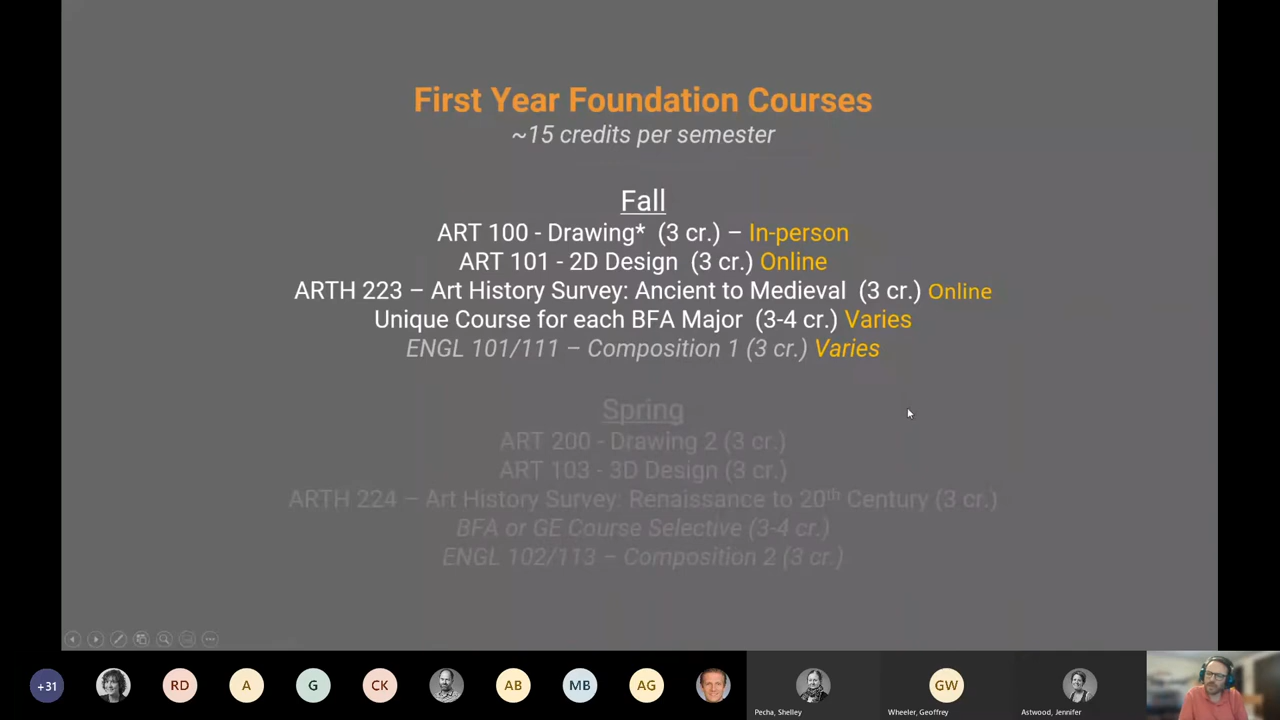 First Year Foundation Courses
~15 credits per semester
Fall
ART 100 - Drawing* (3 cr.) – In-person
ART 101 - 2D Design (3 cr.) Online
ARTH 223 – Art History Survey: Ancient to Medieval (3 cr.) Online
Unique Course for each BFA Major (3-4 cr.) Varies
ENGL 101/111 – Composition 1 (3 cr.) Varies
Spring
ART 200 - Drawing 2 (3 cr.)
ART 103 - 3D Design (3 cr.)
ARTH 224 – Art History Survey: Renaissance to 20th Century (3 cr.)
BFA or GE Course Selective (3-4 cr.)
ENGL 102/113 – Composition 2 (3 cr.)
+31 RD A G CK AB MB AG GW
Pecha, Shelley Wheeler, Geoffrey Astwood, Jennifer